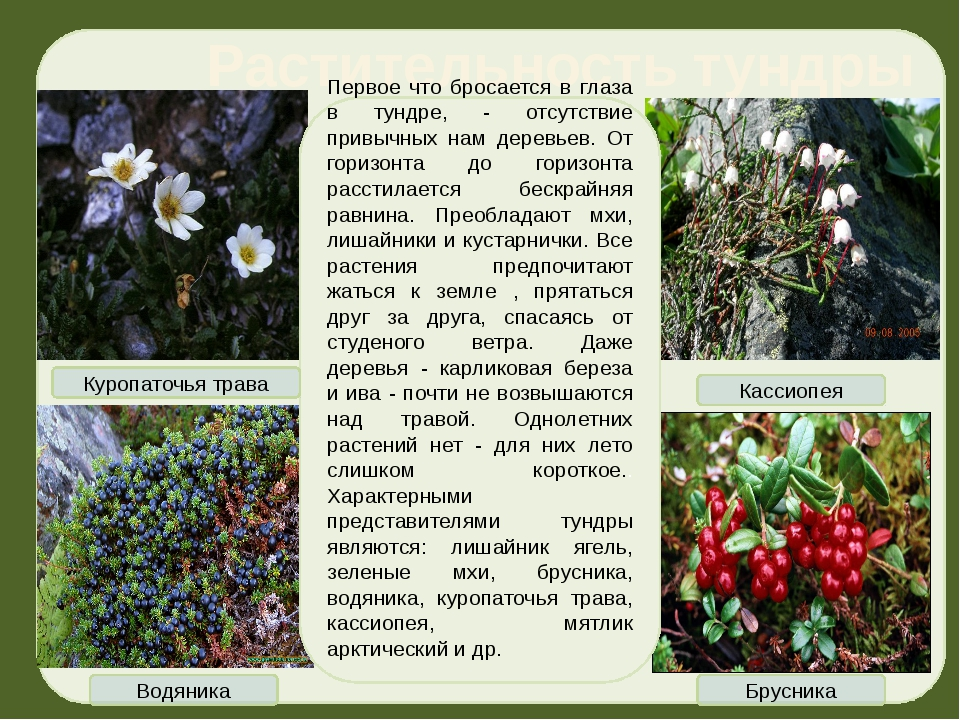 Растительность тундры
Первое что бросается в глаза
в тундре, - отсутствие
привычных нам деревьев. От
горизонта до горизонта
расстилается бескрайняя
равнина. Преобладают мхи,
лишайники и кустарнички. Все
растения предпочитают
жаться к земле , прятаться
друг за друга, спасаясь от
студеного ветра. Даже
деревья - карликовая береза
и ива - почти не возвышаются
над травой. Однолетних
растений нет - для них лето
слишком короткое.
Характерными
представителями тундры
являются: лишайник ягель,
зеленые мхи, брусника,
водяника, куропаточья трава,
кассиопея, мятлик
арктический и др.
Куропаточья трава
09.08.2005
Кассиопея
Водяника
Брусника